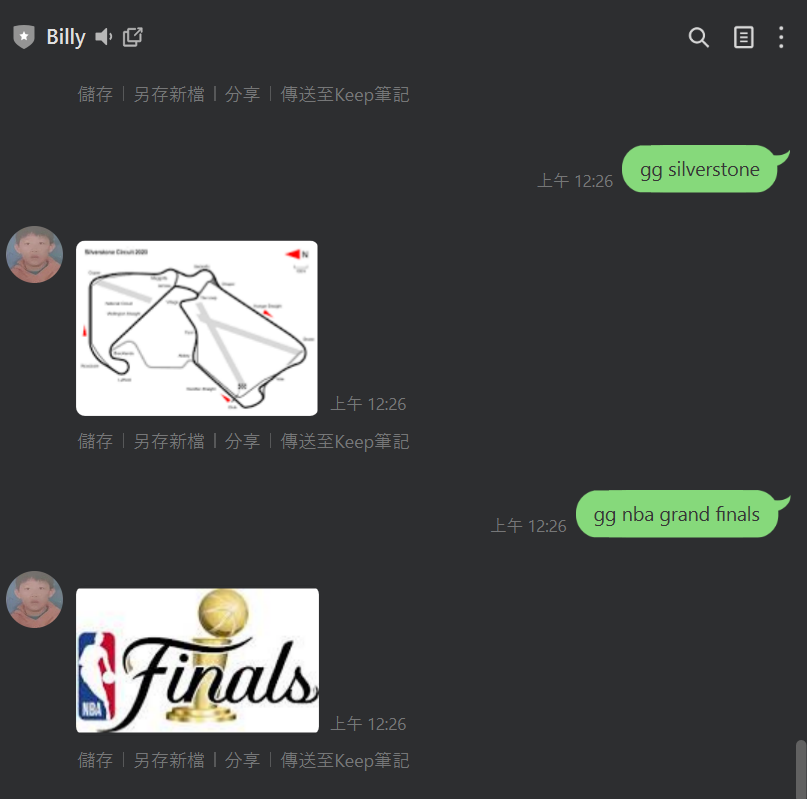 Billy
儲存 | 另存新檔 | 分享 | 傳送至Keep筆記
上午 12:26 gg silverstone
Silverstone Circuit 2020
N
上午 12:26
儲存 | 另存新檔 | 分享 | 傳送至Keep筆記
上午 12:26 gg nba grand finals
Finals
NBA
上午 12:26
儲存 | 另存新檔 | 分享 | 傳送至Keep筆記